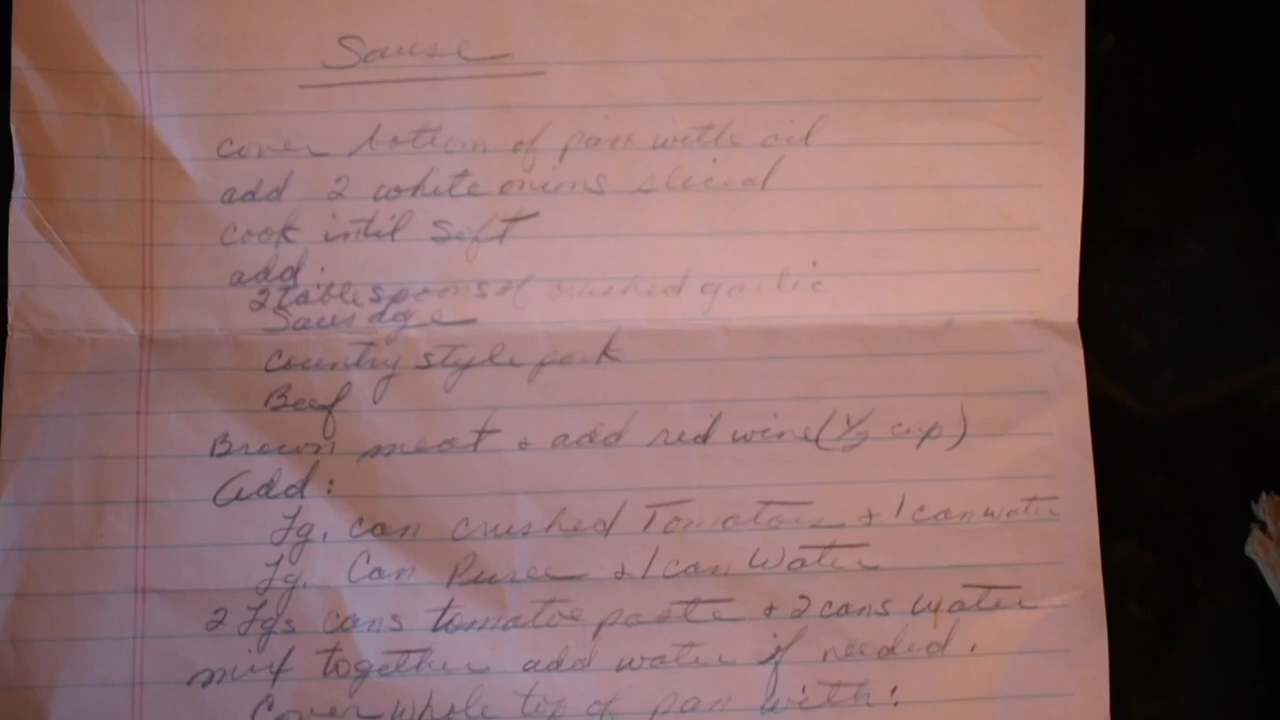 Sause
cover bottom of pan with oil
add 2 white onins sliced
cook intil soft
add:
2 tablespoons of crushed garlic
Sausdge
Country style pork
Beef
Brown meat & add red wine (1/2 cup)
Add:
Lg. can crushed Tomatoes + 1 can water
Lg. Can Puree + 1 can Water
2 Lgs cans tomatoe paste + 2 cans water
mix together add water if needed.
Cover whole top of pan with: